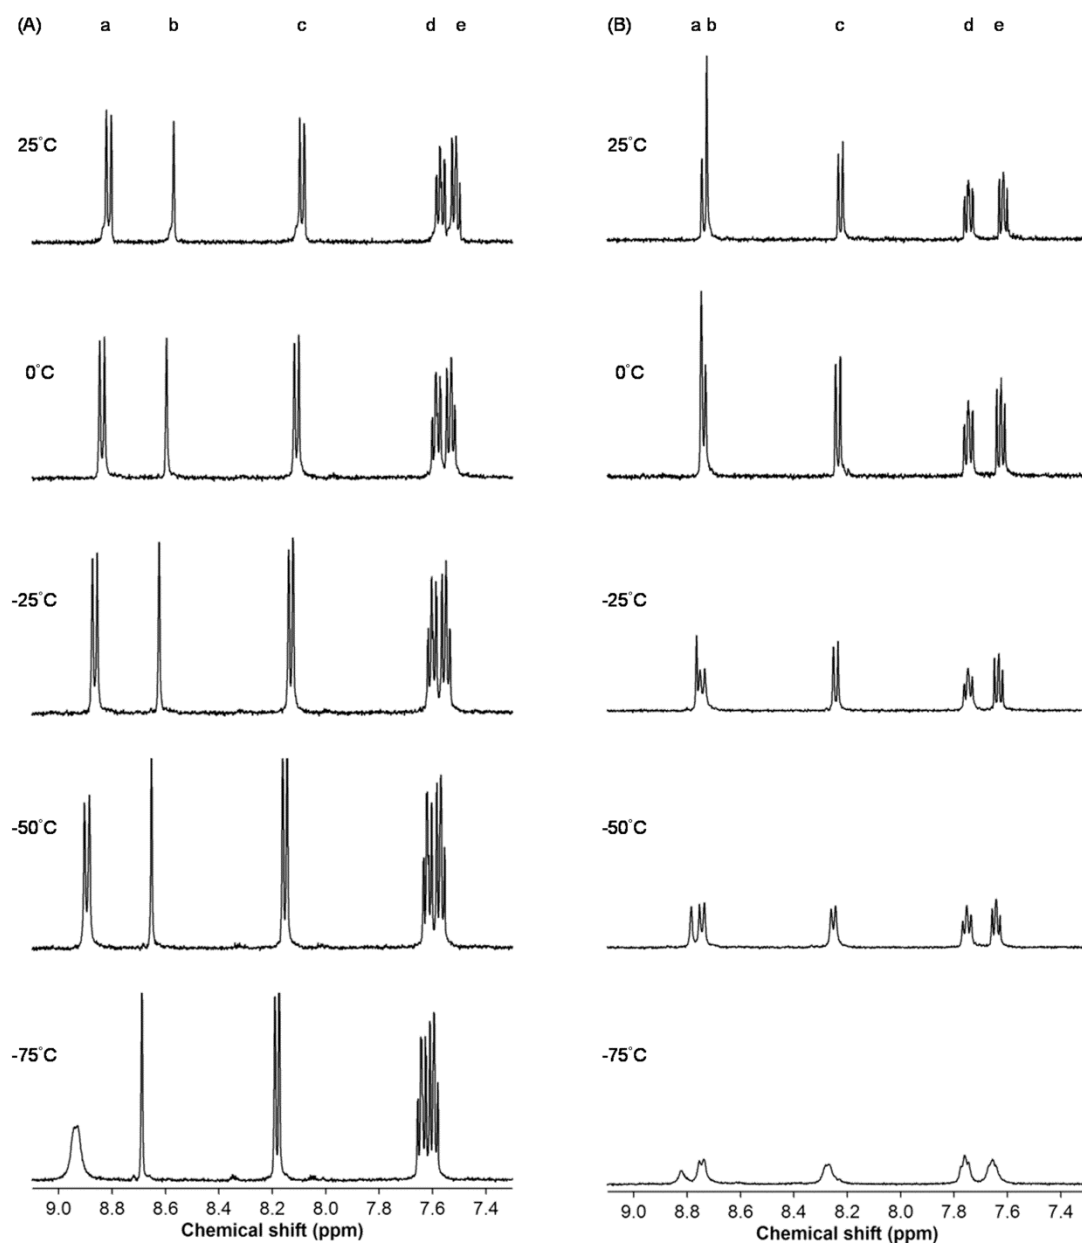 (A) a b c d e
(B) a b c d e
25°C
25°C
0°C
0°C
-25°C
-25°C
-50°C
-50°C
-75°C
-75°C
9.0 8.8 8.6 8.4 8.2 8.0 7.8 7.6 7.4
Chemical shift (ppm)
9.0 8.8 8.6 8.4 8.2 8.0 7.8 7.6 7.4
Chemical shift (ppm)